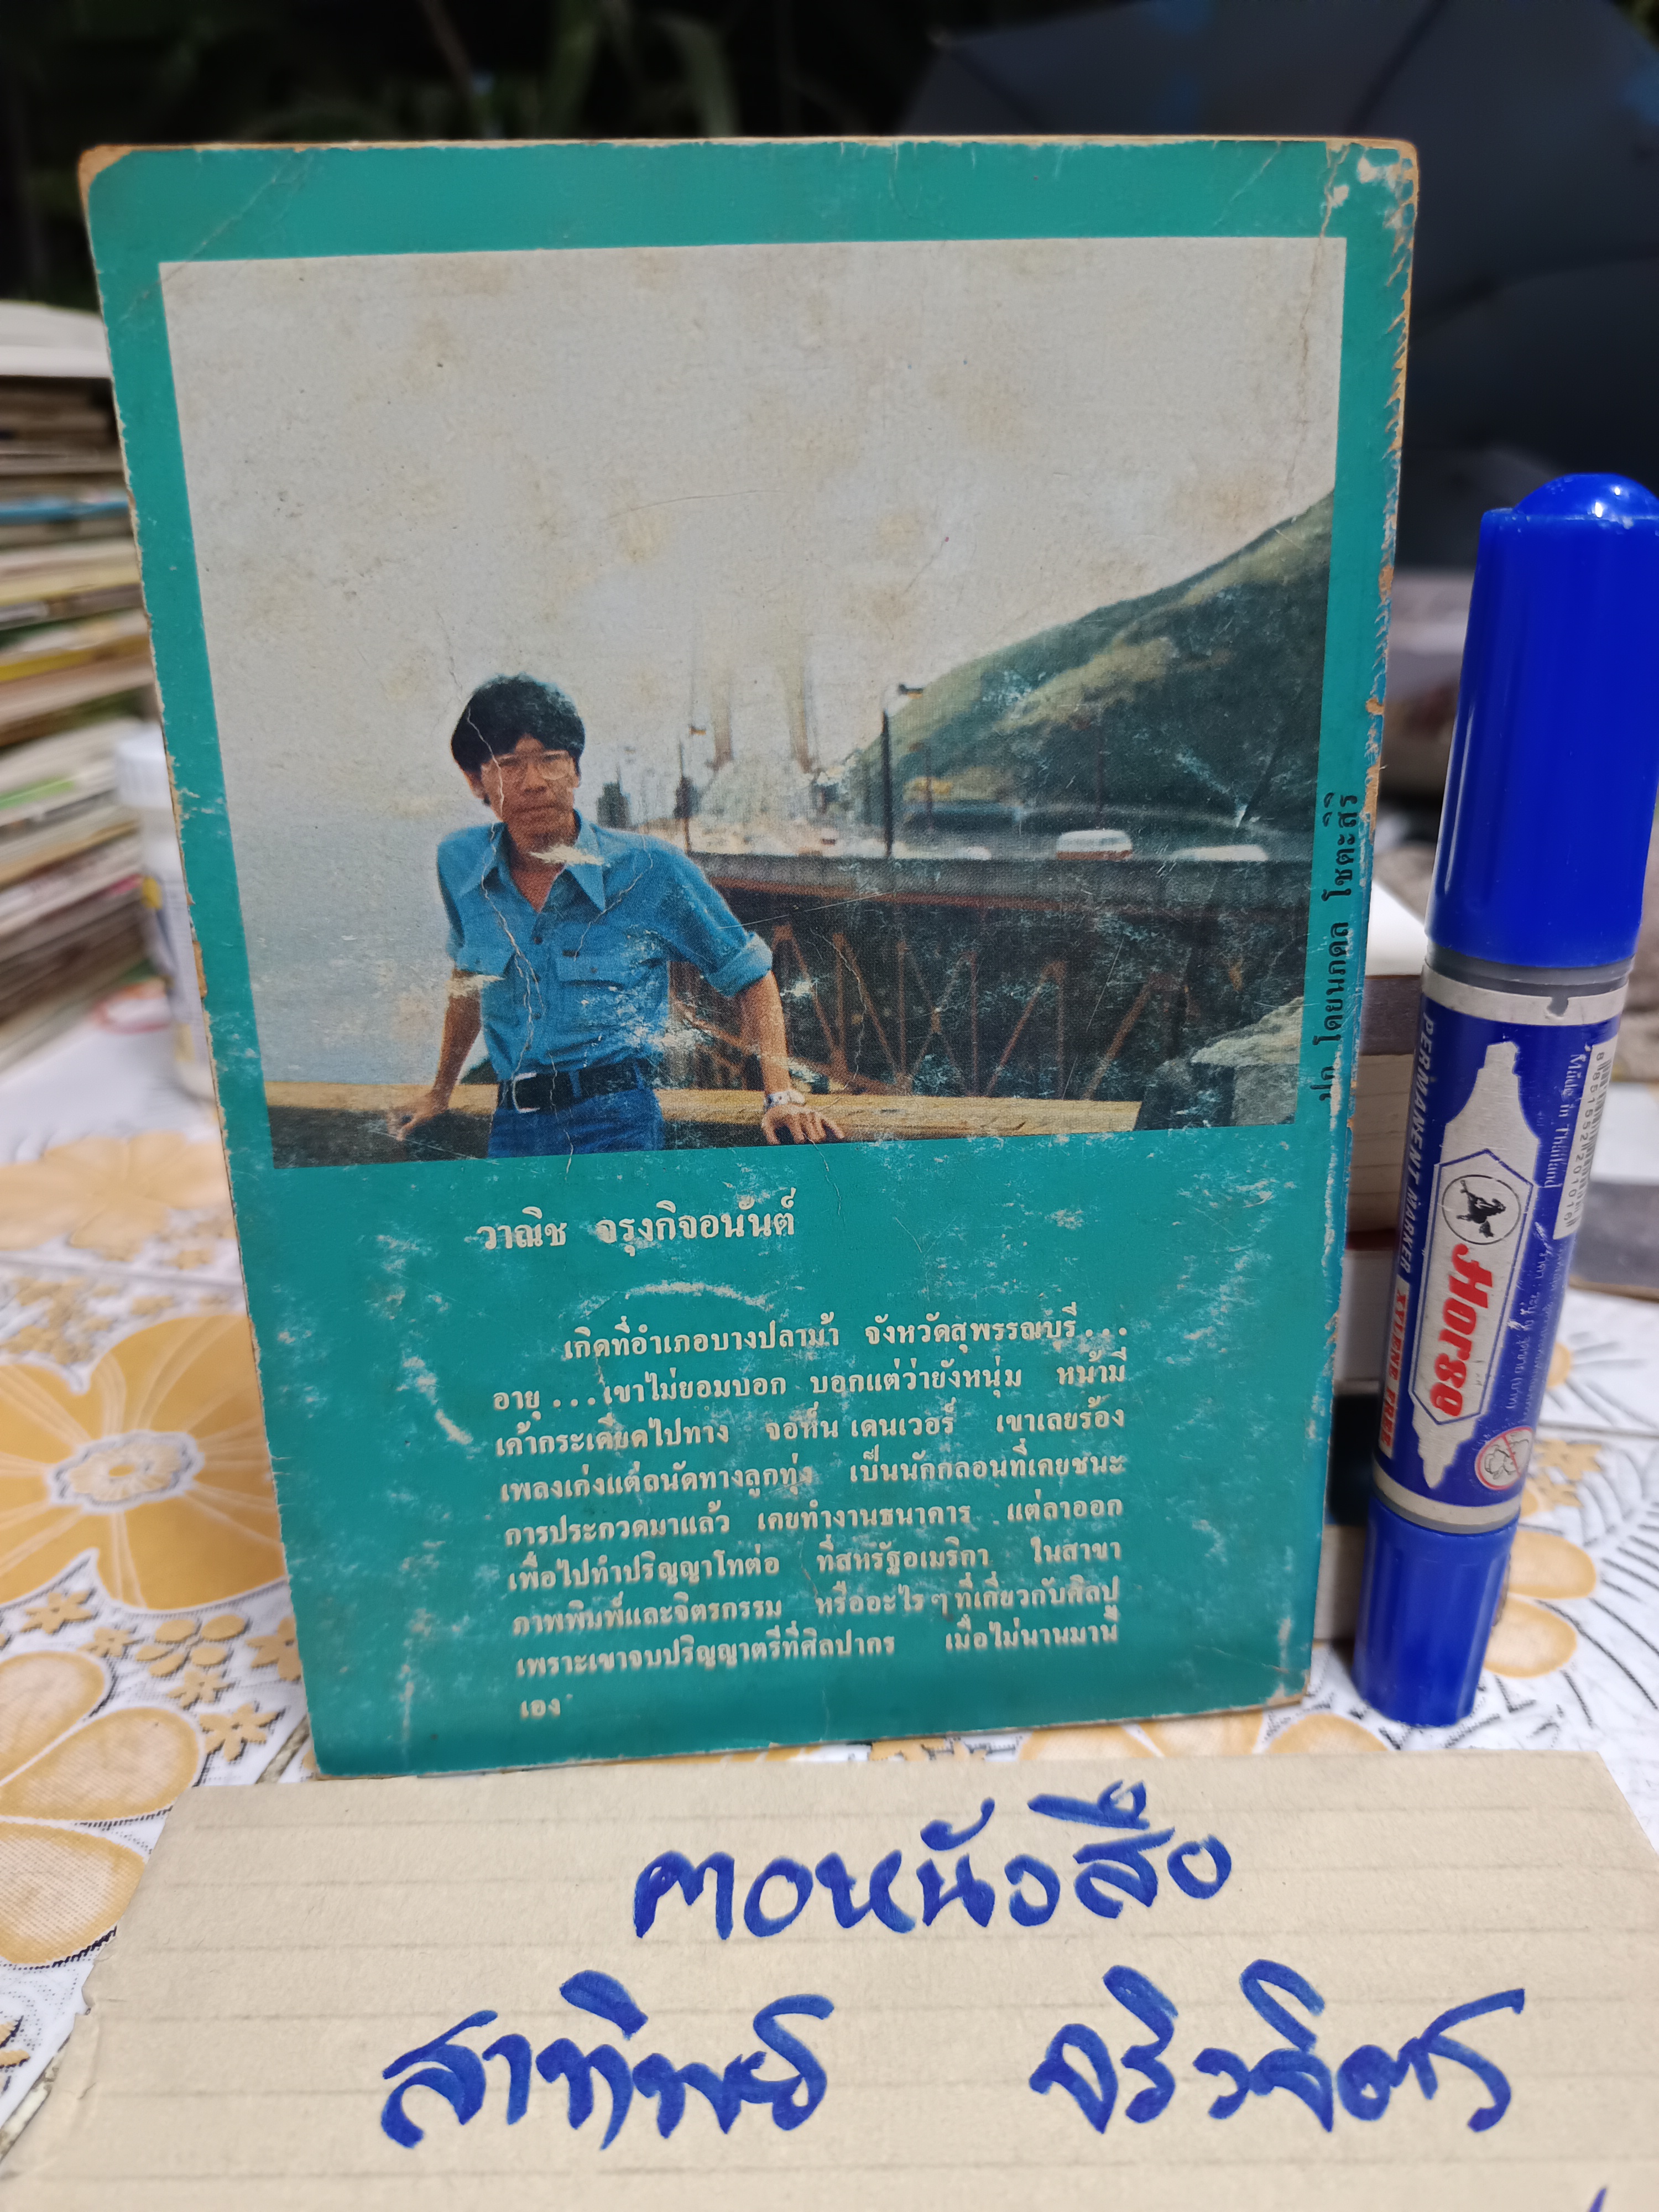 วาณิช จรุงกิจอนันต์
เกิดที่อำเภอบางปลาม้า จังหวัดสุพรรณบุรี...
อายุ ...เขาไม่ยอมบอก บอกแต่ว่ายังหนุ่ม หน้ามี
เค้ากระเดียดไปทาง จอห์น เดนเวอร์ เขาเลยร้อง
เพลงเก่งแต่ถนัดทางลูกทุ่ง เป็นนักกลอนที่เคยชนะ
การประกวดมาแล้ว เคยทำงานธนาคาร แต่ลาออก
เพื่อไปทำปริญญาโทต่อ ที่สหรัฐอเมริกา ในสาขา
ภาพพิมพ์และจิตรกรรม หรืออะไร ๆ ที่เกี่ยวกับศิลป
เพราะเขาจบปริญญาตรีที่ศิลปากร เมื่อไม่นานมานี้
เอง
ปก โดยนภดล โชตะสิริ
PERMANENT MARKER XYLENE FREE
Horse
Made in Thailand
ฅอหนังสือ
สาทิพย์ จริงจิตร